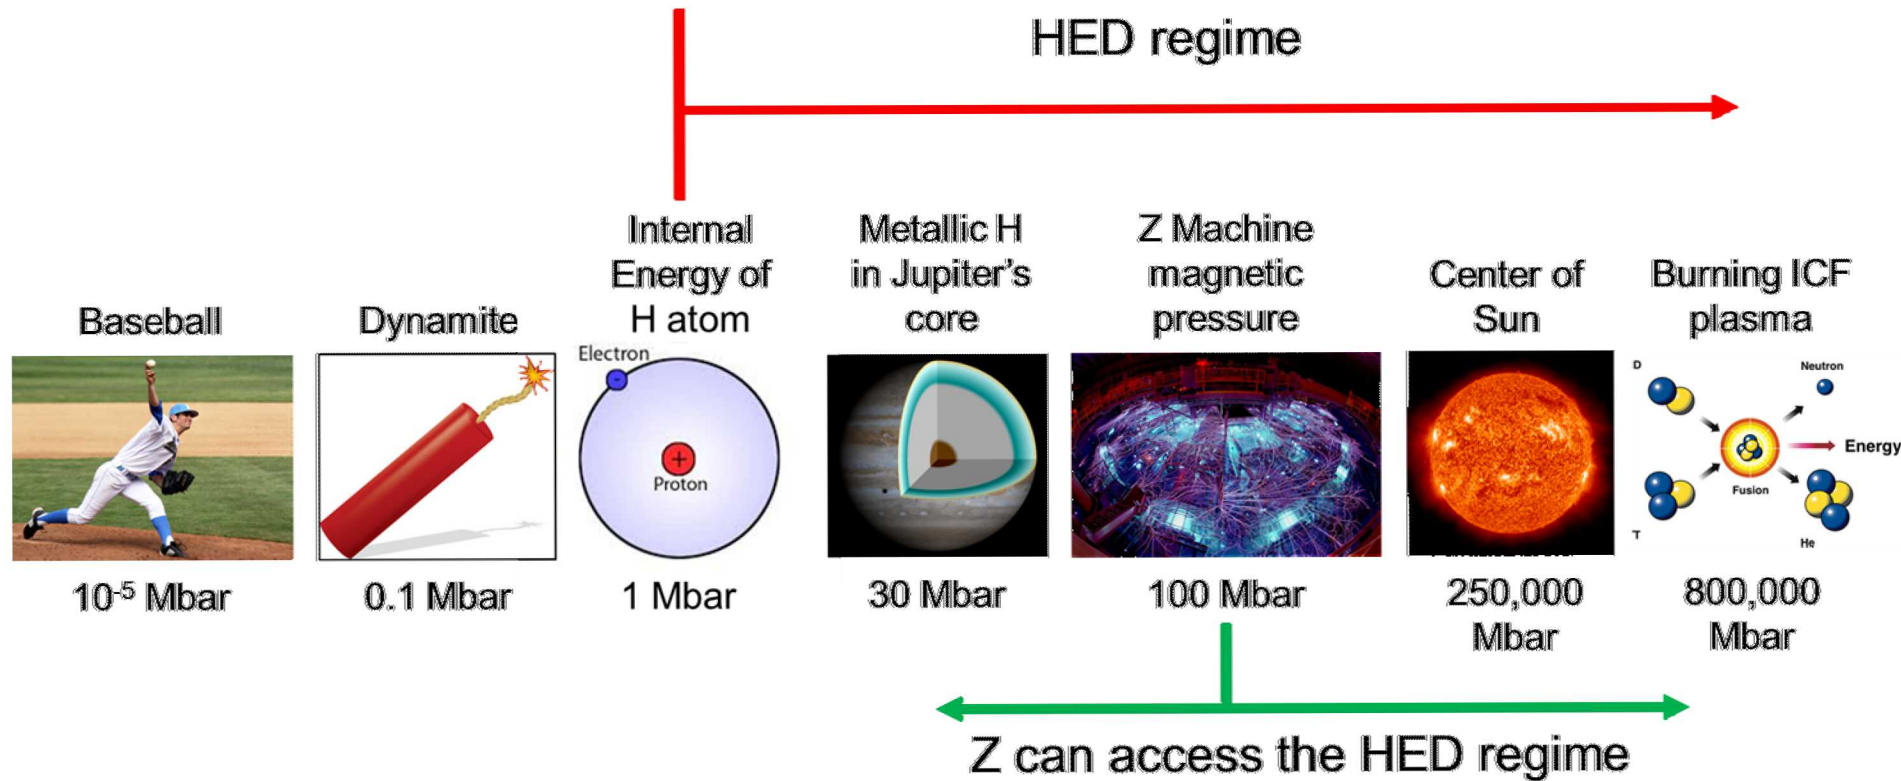 HED regime
Baseball
10-5 Mbar
Dynamite
0.1 Mbar
Internal
Energy of
H atom
Electron
-
+
Proton
1 Mbar
Metallic H
in Jupiter's
core
30 Mbar
Z Machine
magnetic
pressure
100 Mbar
Center of
Sun
250,000
Mbar
Burning ICF
plasma
D
Neutron
Energy
Fusion
T
He
800,000
Mbar
Z can access the HED regime